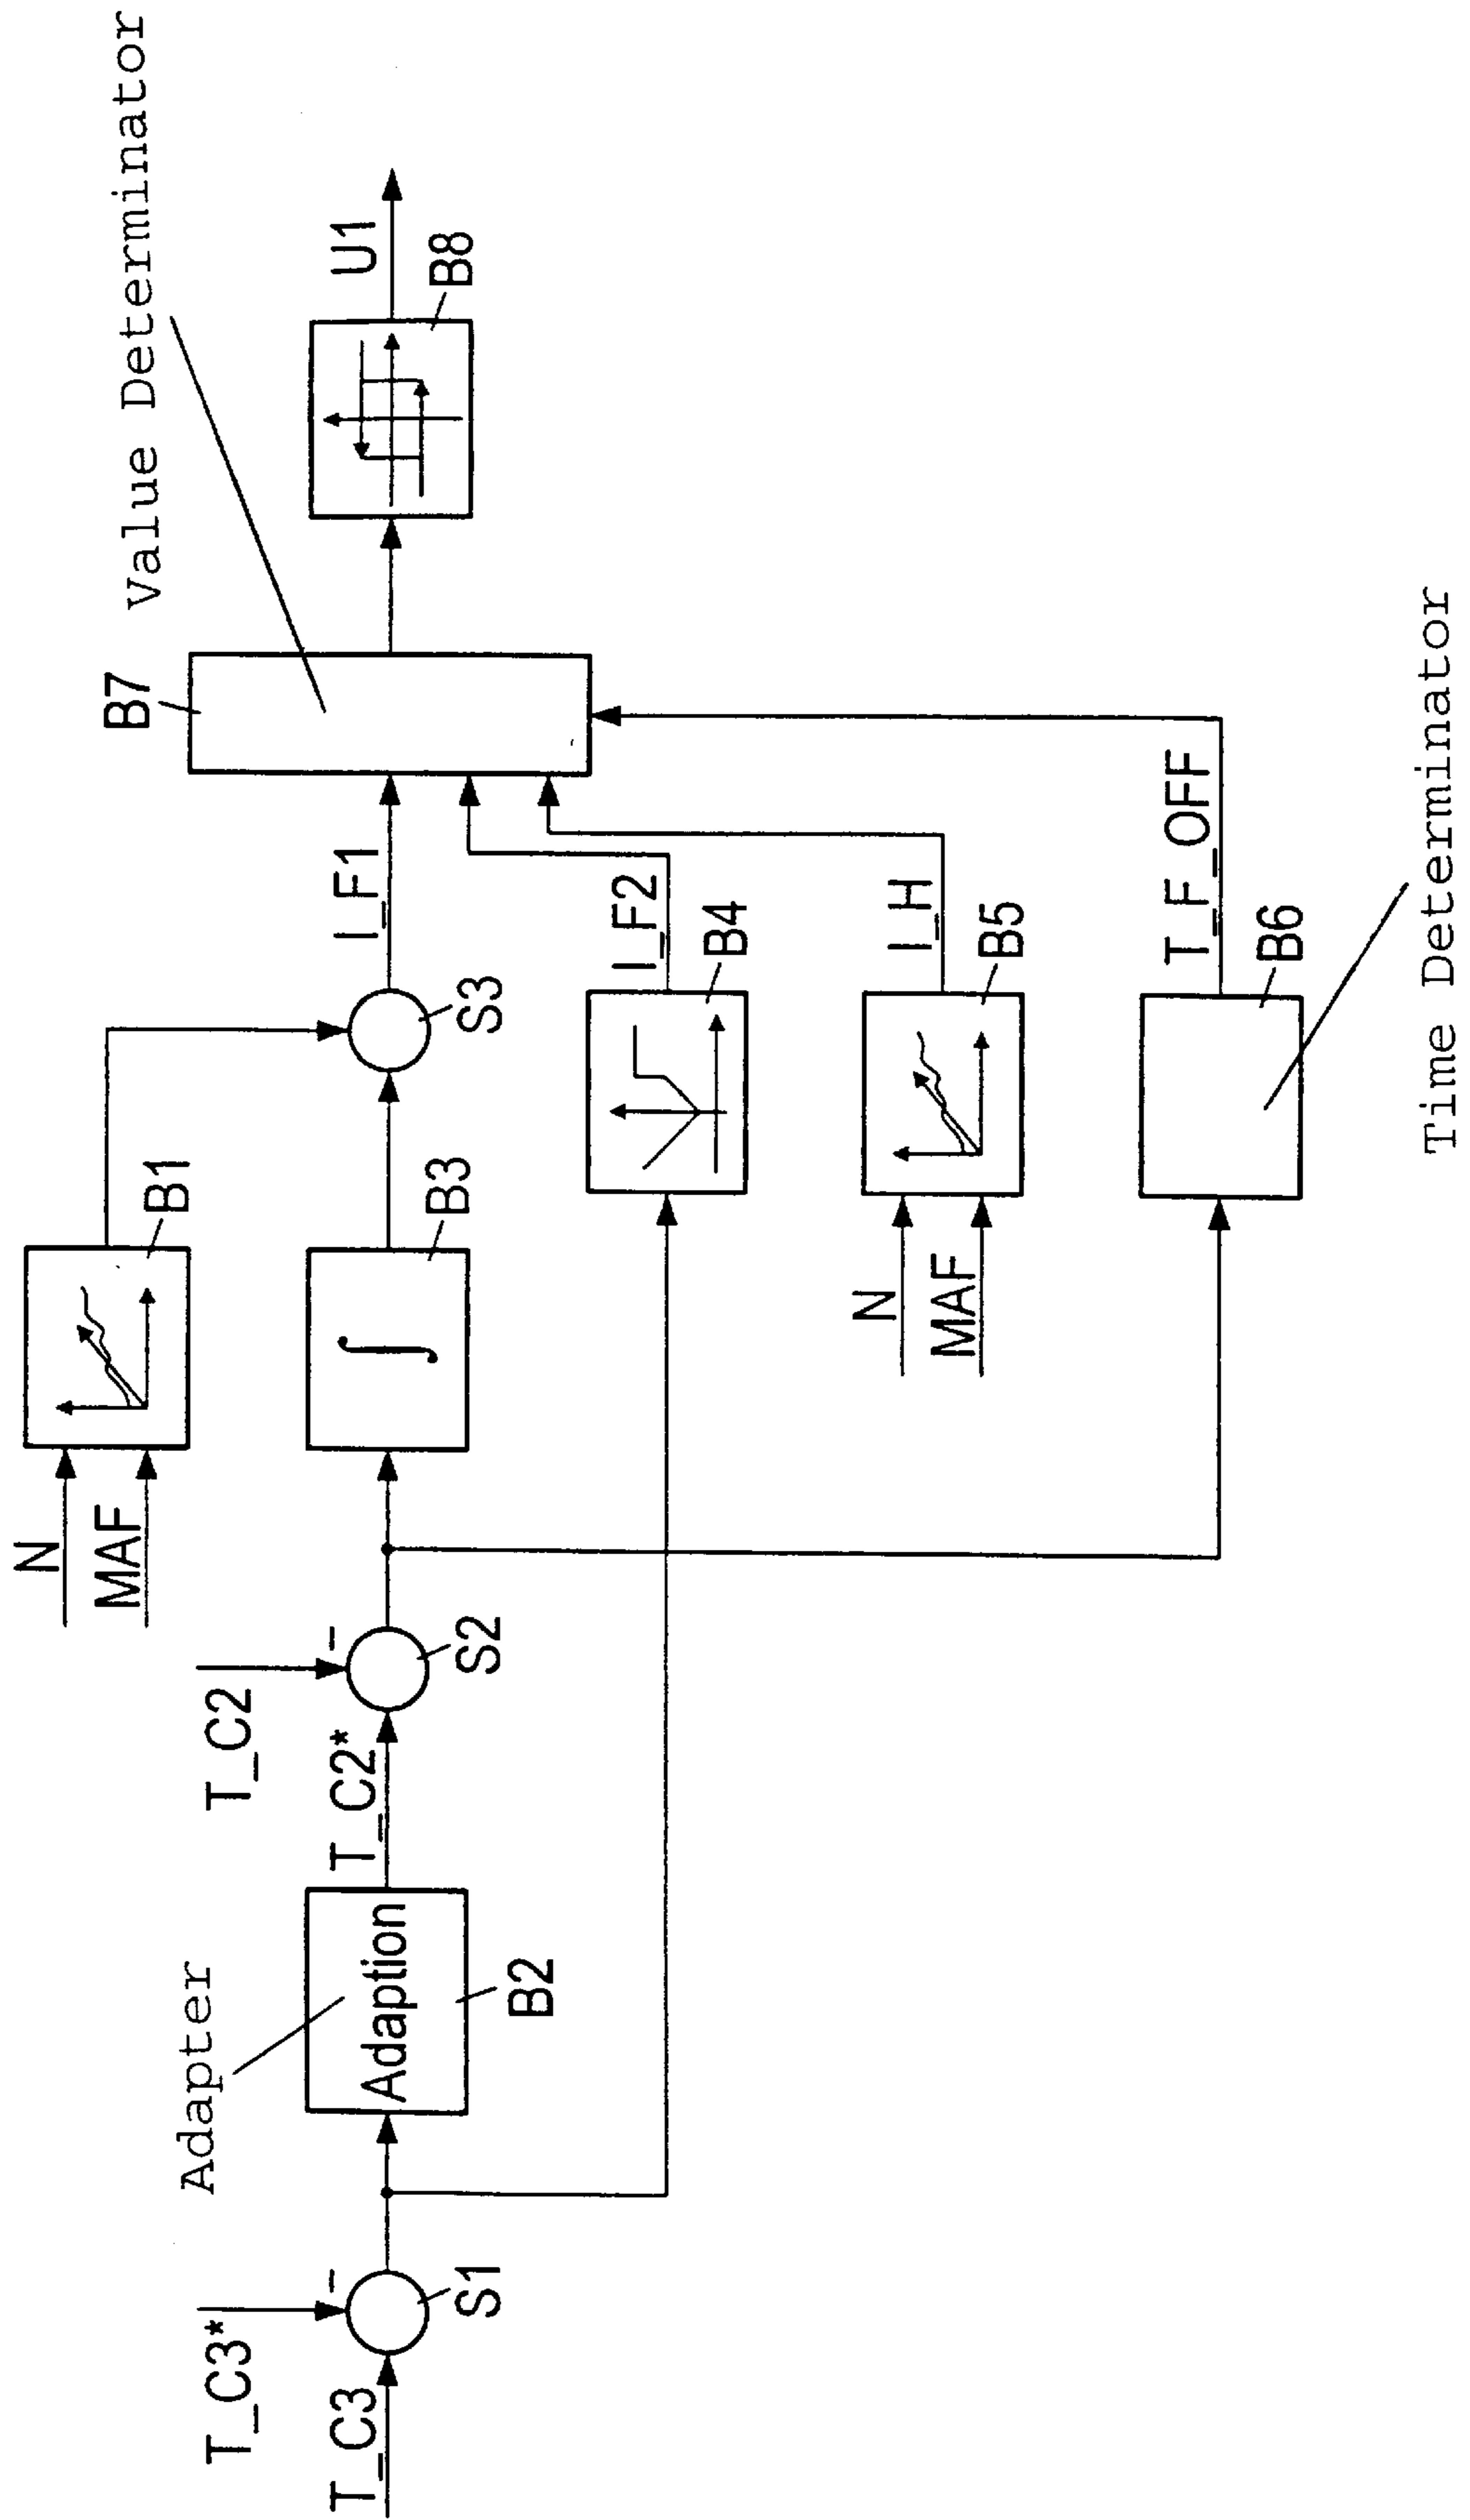 Value Determinator
B7
N
MAF
B1
T_C3*
T_C3
S1
Adapter
Adaption
B2
T_C2*
T_C2
S2
B3
S3
I_F1
U1
B8
I_F2
B4
N
MAF
I_H
B5
T_F_OFF
B6
Time Determinator